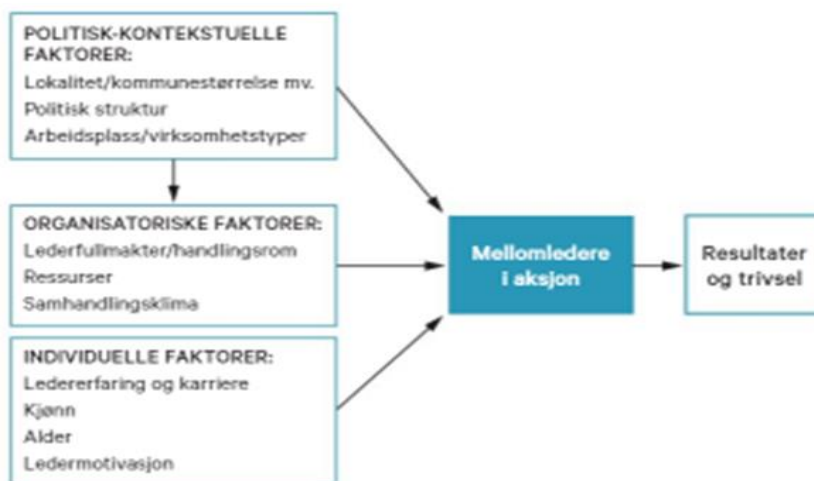 POLITISK-KONTEKSTUELLE
FAKTORER:
Lokalitet/kommunestørrelse mv.
Politisk struktur
Arbeidsplass/virksomhetstyper
ORGANISATORISKE FAKTORER:
Lederfullmakter/handlingsrom
Ressurser
Samhandlingsklima
INDIVIDUELLE FAKTORER:
Ledererfaring og karriere
Kjønn
Alder
Ledermotivasjon
Mellomledere
i aksjon
Resultater
og trivsel